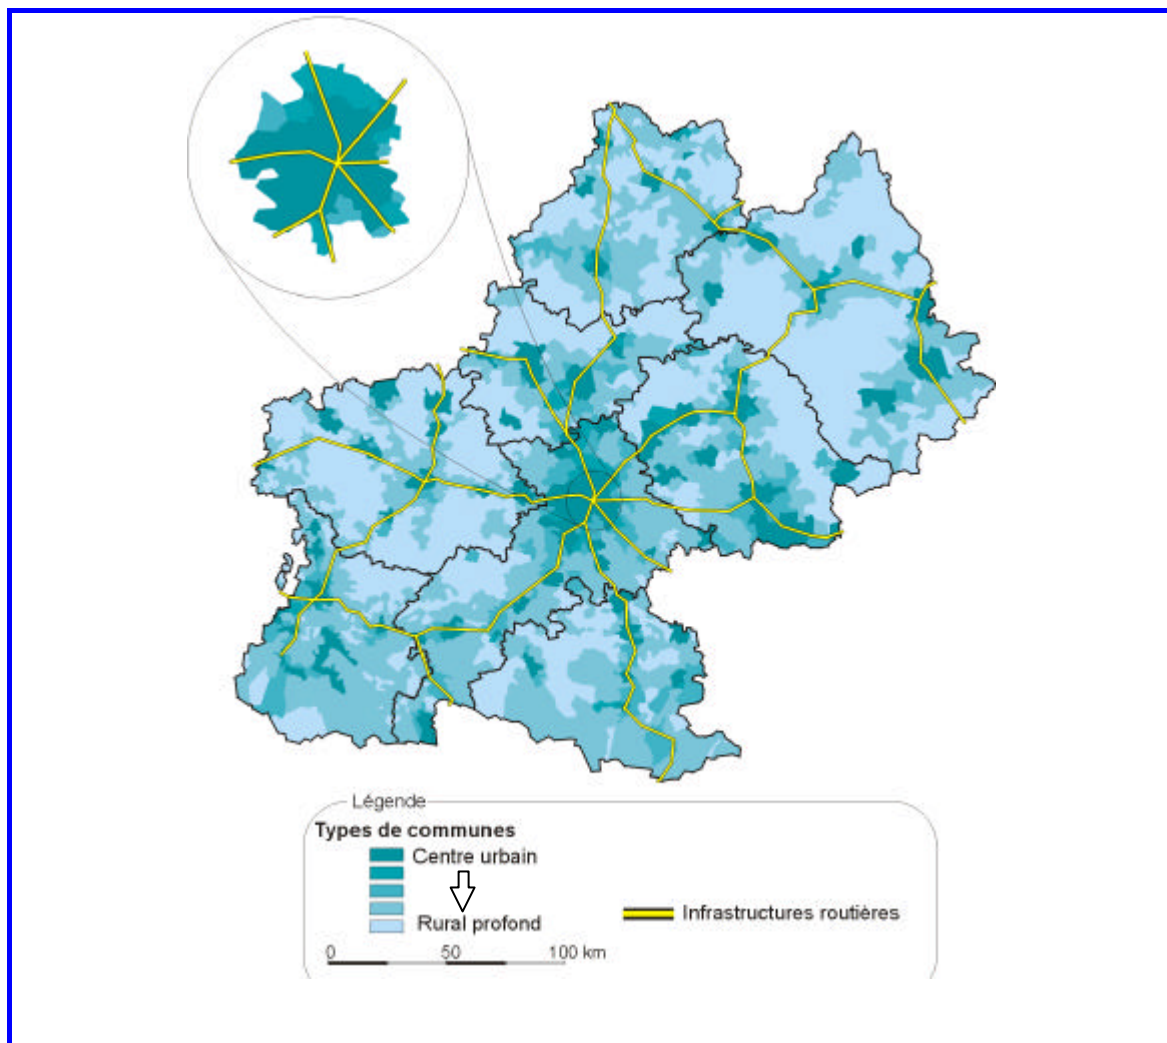 Légende
Types de communes
Centre urbain
Rural profond
Infrastructures routières
0 50 100 km